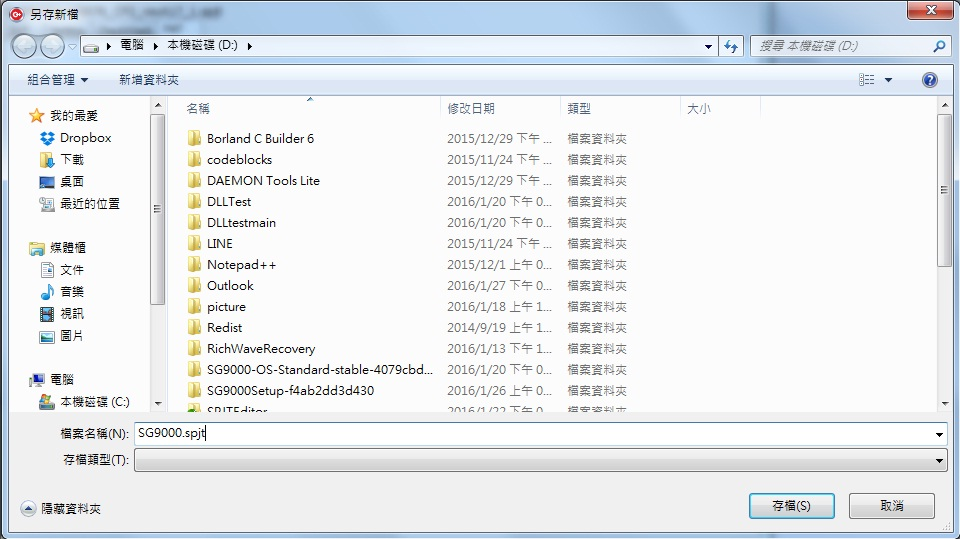 另存新檔
電腦 本機磁碟 (D:) 搜尋 本機磁碟 (D:)
組合管理 新增資料夾
名稱 修改日期 類型 大小
我的最愛
Dropbox
下載
桌面
最近的位置
媒體櫃
文件
音樂
視訊
圖片
電腦
本機磁碟 (C:)
Borland C Builder 6 2015/12/29 下午 ... 檔案資料夾
codeblocks 2015/11/24 下午 ... 檔案資料夾
DAEMON Tools Lite 2015/12/29 下午 ... 檔案資料夾
DLLTest 2016/1/20 下午 0... 檔案資料夾
DLLtestmain 2016/1/20 下午 0... 檔案資料夾
LINE 2015/11/24 下午 ... 檔案資料夾
Notepad++ 2015/12/1 上午 0... 檔案資料夾
Outlook 2016/1/27 下午 0... 檔案資料夾
picture 2016/1/18 上午 1... 檔案資料夾
Redist 2014/9/19 上午 1... 檔案資料夾
RichWaveRecovery 2016/1/13 下午 1... 檔案資料夾
SG9000-OS-Standard-stable-4079cbd... 2016/1/20 下午 0... 檔案資料夾
SG9000Setup-f4ab2dd3d430 2016/1/26 上午 0... 檔案資料夾
SPJTEditor 2016/1/22 下午 0... 檔案資料夾
檔案名稱(N): SG9000.spjt
存檔類型(T):
隱藏資料夾 存檔(S) 取消